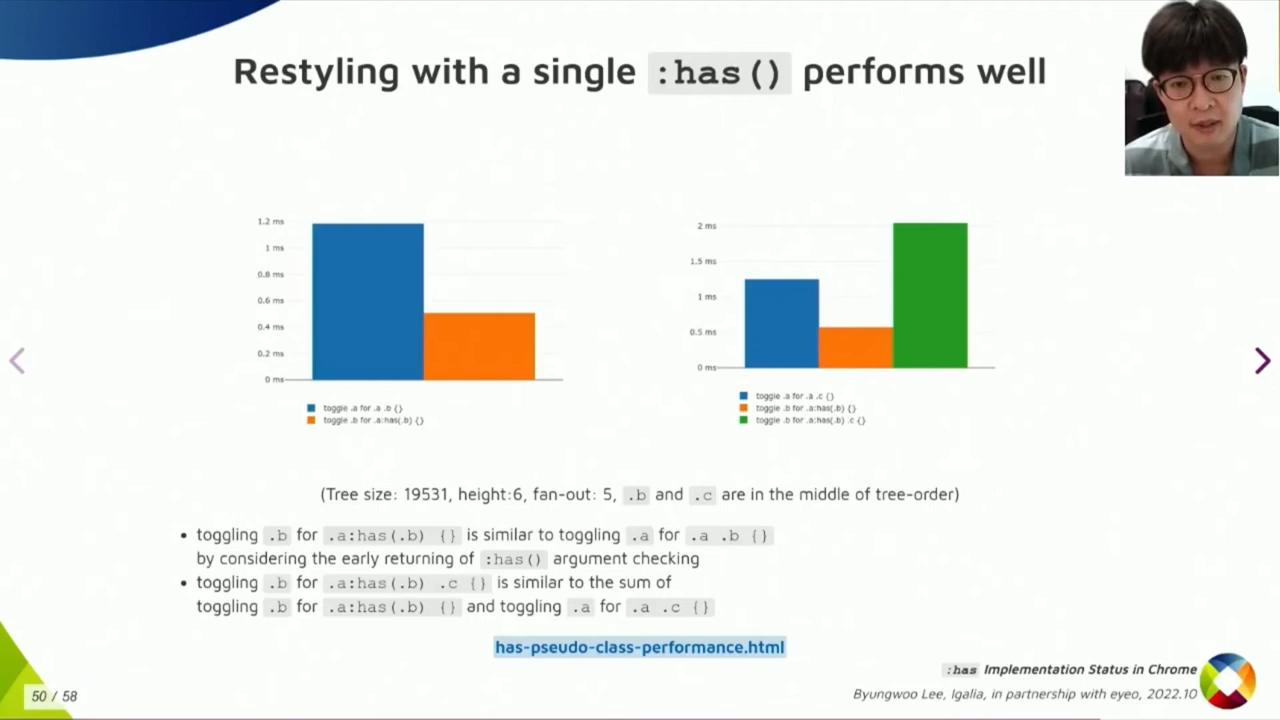 Restyling with a single :has() performs well
1.2 ms
1 ms
0.8 ms
0.6 ms
0.4 ms
0.2 ms
0 ms
toggle .a for .a .b {}
toggle .b for .a:has(.b) {}
2 ms
1.5 ms
1 ms
0.5 ms
0 ms
toggle .a for .a .c {}
toggle .b for .a:has(.b) {}
toggle .b for .a:has(.b) .c {}
(Tree size: 19531, height:6, fan-out: 5, .b and .c are in the middle of tree-order)
• toggling .b for .a:has(.b) {} is similar to toggling .a for .a .b {}
by considering the early returning of :has() argument checking
• toggling .b for .a:has(.b) .c {} is similar to the sum of
toggling .b for .a:has(.b) {} and toggling .a for .a .c {}
has-pseudo-class-performance.html
:has Implementation Status in Chrome
Byungwoo Lee, Igalia, in partnership with eyeo, 2022.10
50 / 58